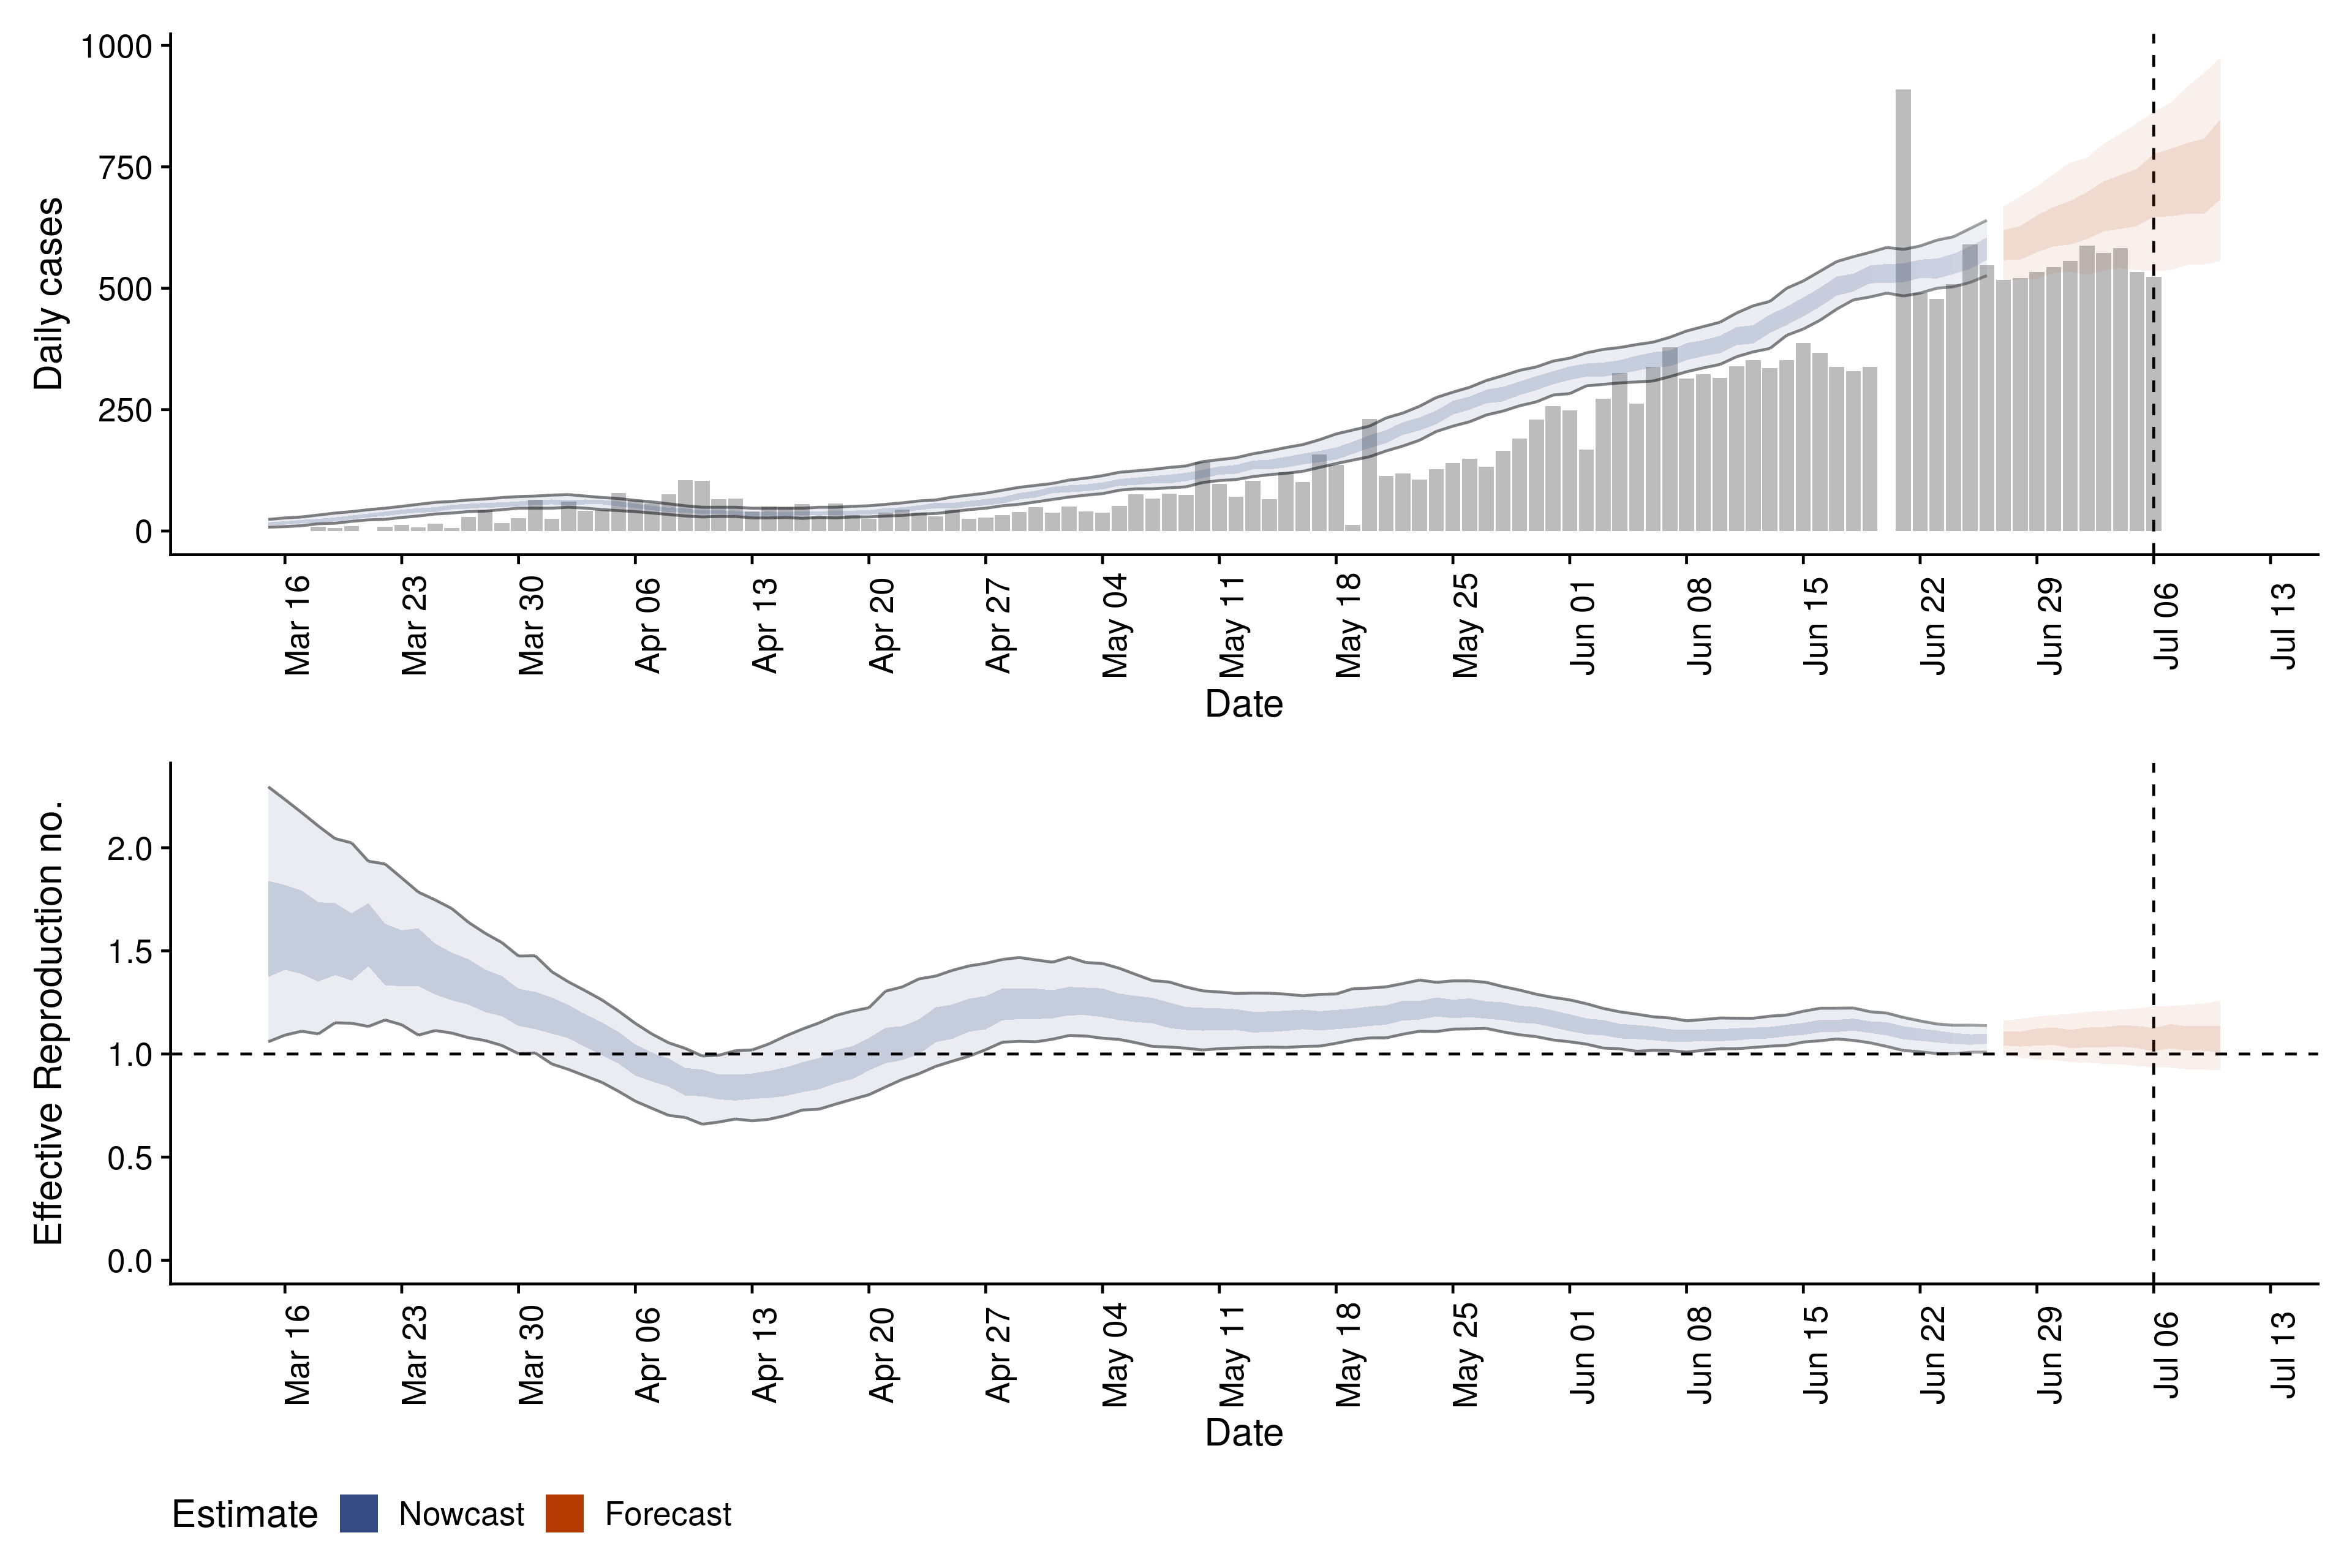 1000
750
500
250
0
Daily cases
Mar 16 Mar 23 Mar 30 Apr 06 Apr 13 Apr 20 Apr 27 May 04 May 11 May 18 May 25 Jun 01 Jun 08 Jun 15 Jun 22 Jun 29 Jul 06 Jul 13
Date
2.0
1.5
1.0
0.5
0.0
Effective Reproduction no.
Mar 16 Mar 23 Mar 30 Apr 06 Apr 13 Apr 20 Apr 27 May 04 May 11 May 18 May 25 Jun 01 Jun 08 Jun 15 Jun 22 Jun 29 Jul 06 Jul 13
Date
Estimate Nowcast Forecast